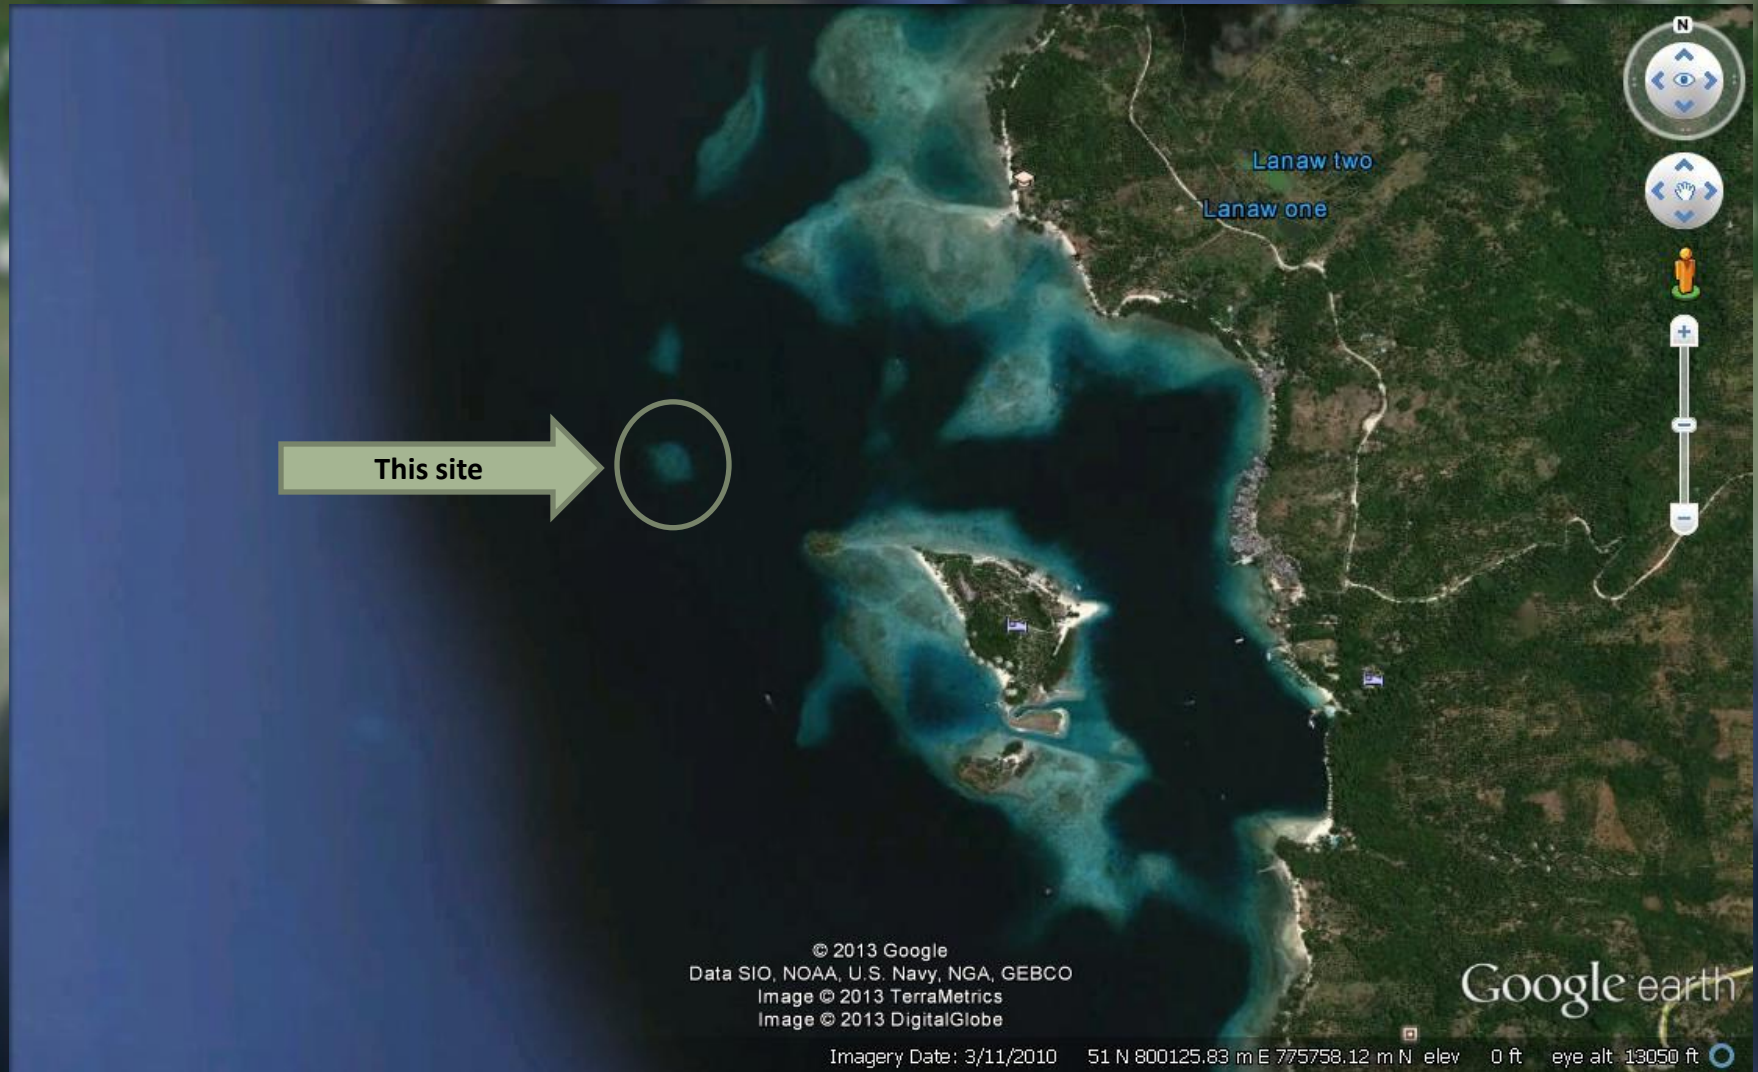 N
Lanaw two
Lanaw one
This site
© 2013 Google
Data SIO, NOAA, U.S. Navy, NGA, GEBCO
Image © 2013 TerraMetrics
Image © 2013 DigitalGlobe
Google earth
Imagery Date: 3/11/2010 51 N 800125.83 m E 775758.12 m N elev 0 ft eye alt 13050 ft